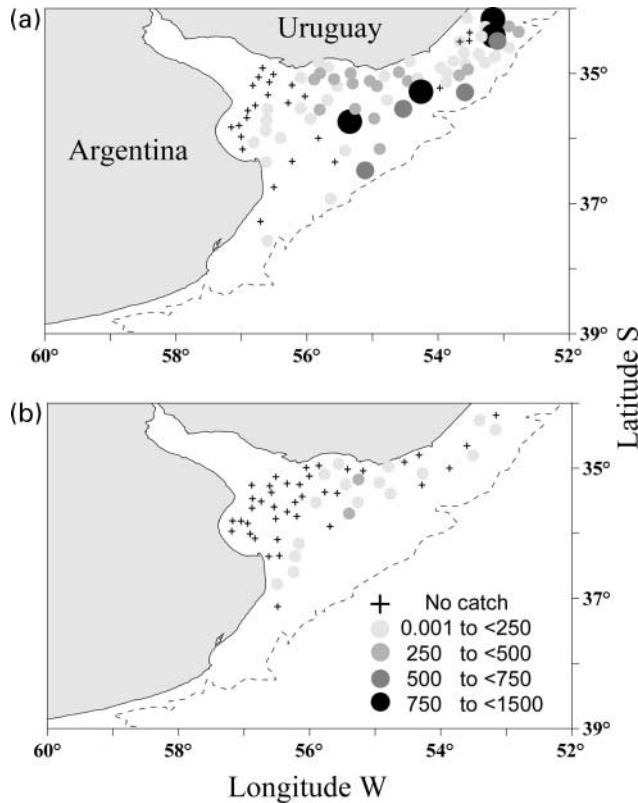 (a)
Uruguay
Argentina
35°
37°
39°
60°
58°
56°
54°
52°
Latitude S
(b)
35°
37°
39°
No catch
0.001 to <250
250 to <500
500 to <750
750 to <1500
60°
58°
56°
54°
52°
Longitude W